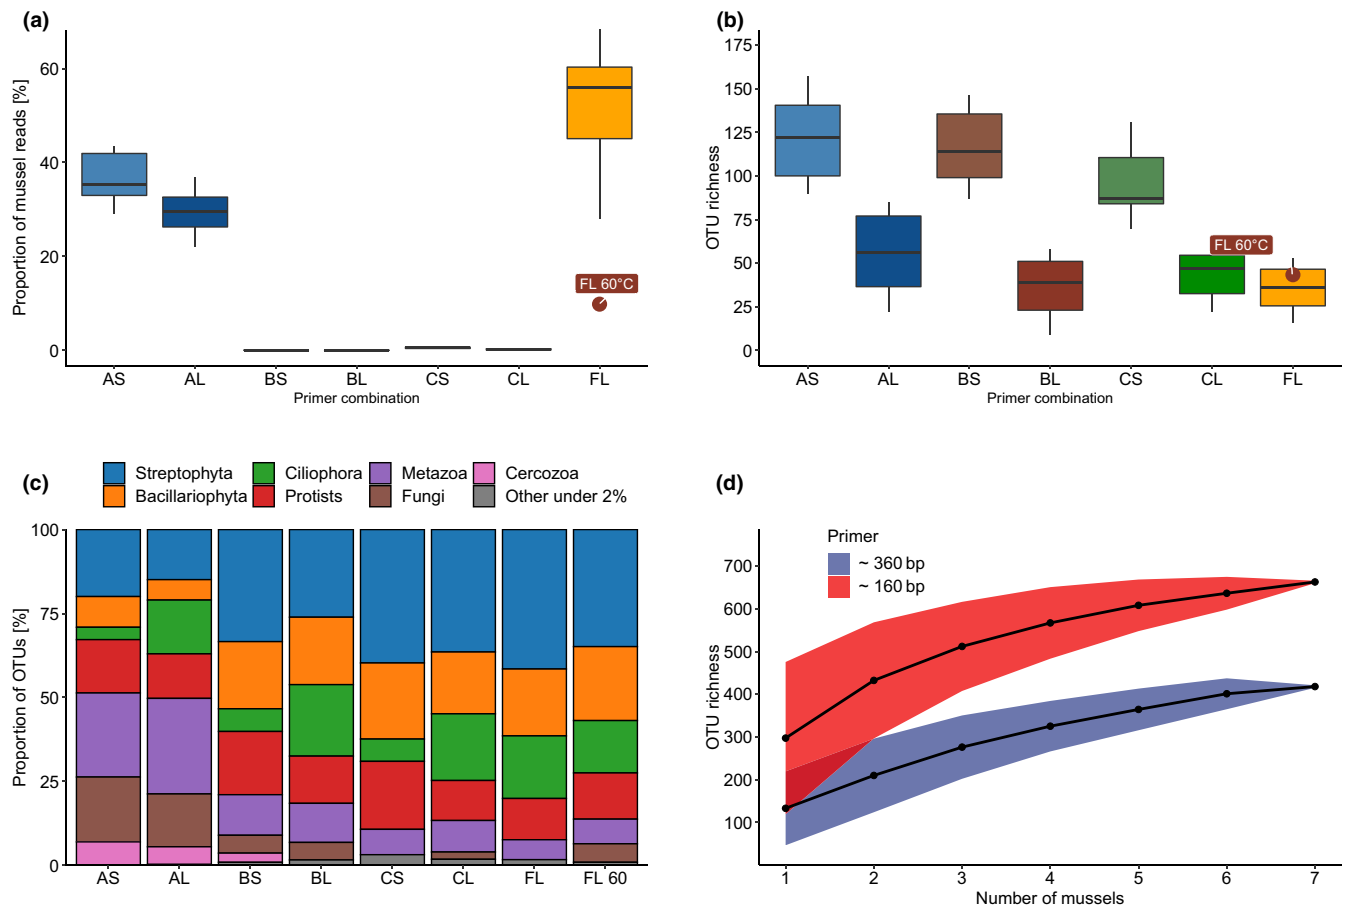 (a)
Proportion of mussel reads [%]
60
40
20
0
FL 60°C
AS AL BS BL CS CL FL
Primer combination
(b)
OTU richness
175
150
125
100
75
50
25
0
FL 60°C
AS AL BS BL CS CL FL
Primer combination
(c)
Streptophyta Ciliophora Metazoa Cercozoa
Bacillariophyta Protists Fungi Other under 2%
Proportion of OTUs [%]
100
75
50
25
0
AS AL BS BL CS CL FL FL 60
(d)
Primer
~ 360 bp
~ 160 bp
OTU richness
700
600
500
400
300
200
100
1 2 3 4 5 6 7
Number of mussels